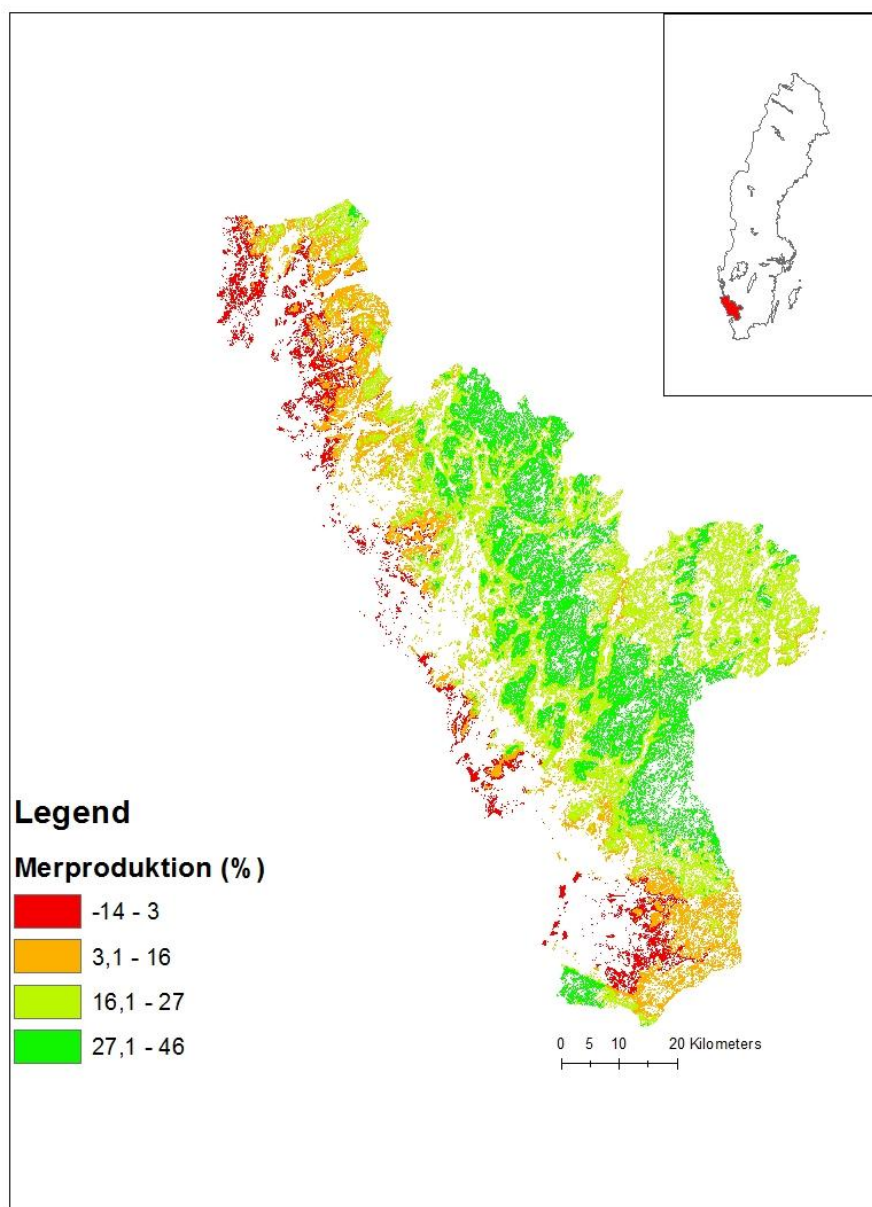 Legend
Merproduktion (%)
-14 - 3
3,1 - 16
16,1 - 27
27,1 - 46
0 5 10 20 Kilometers